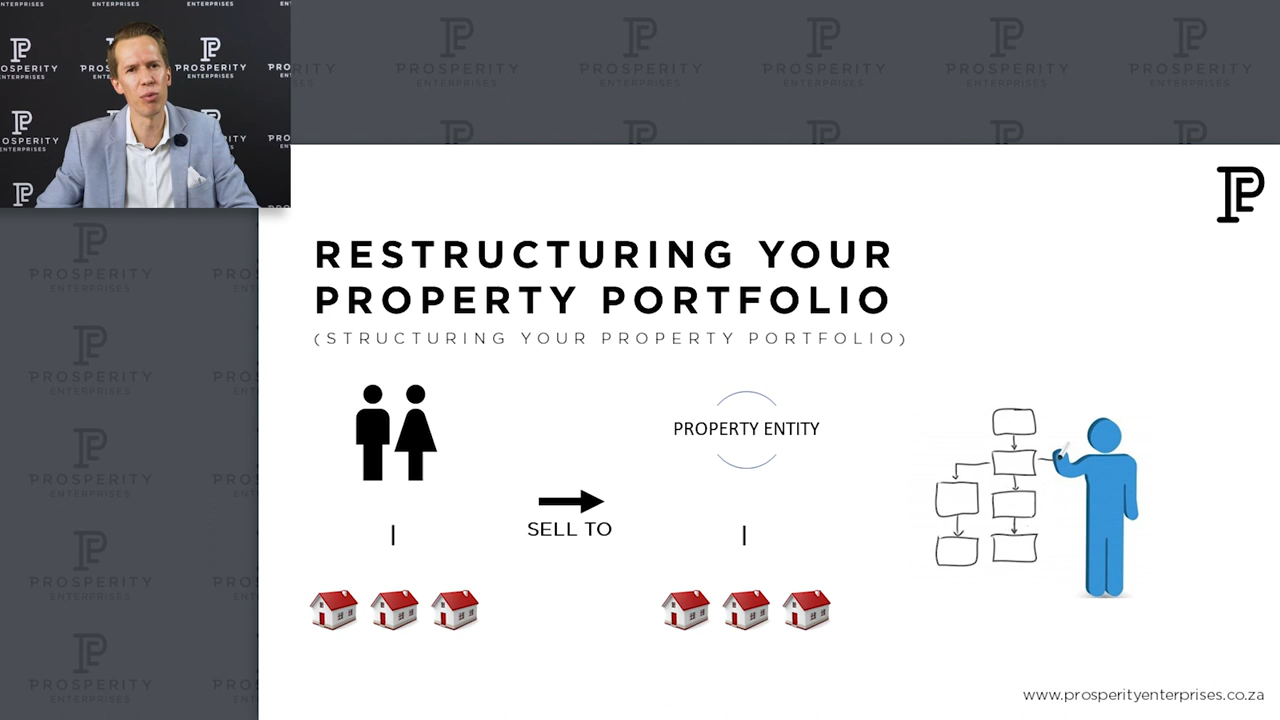 RESTRUCTURING YOUR
PROPERTY PORTFOLIO
(STRUCTURING YOUR PROPERTY PORTFOLIO)
PROPERTY ENTITY
SELL TO
www.prosperityenterprises.co.za
PROSPERITY
ENTERPRISES